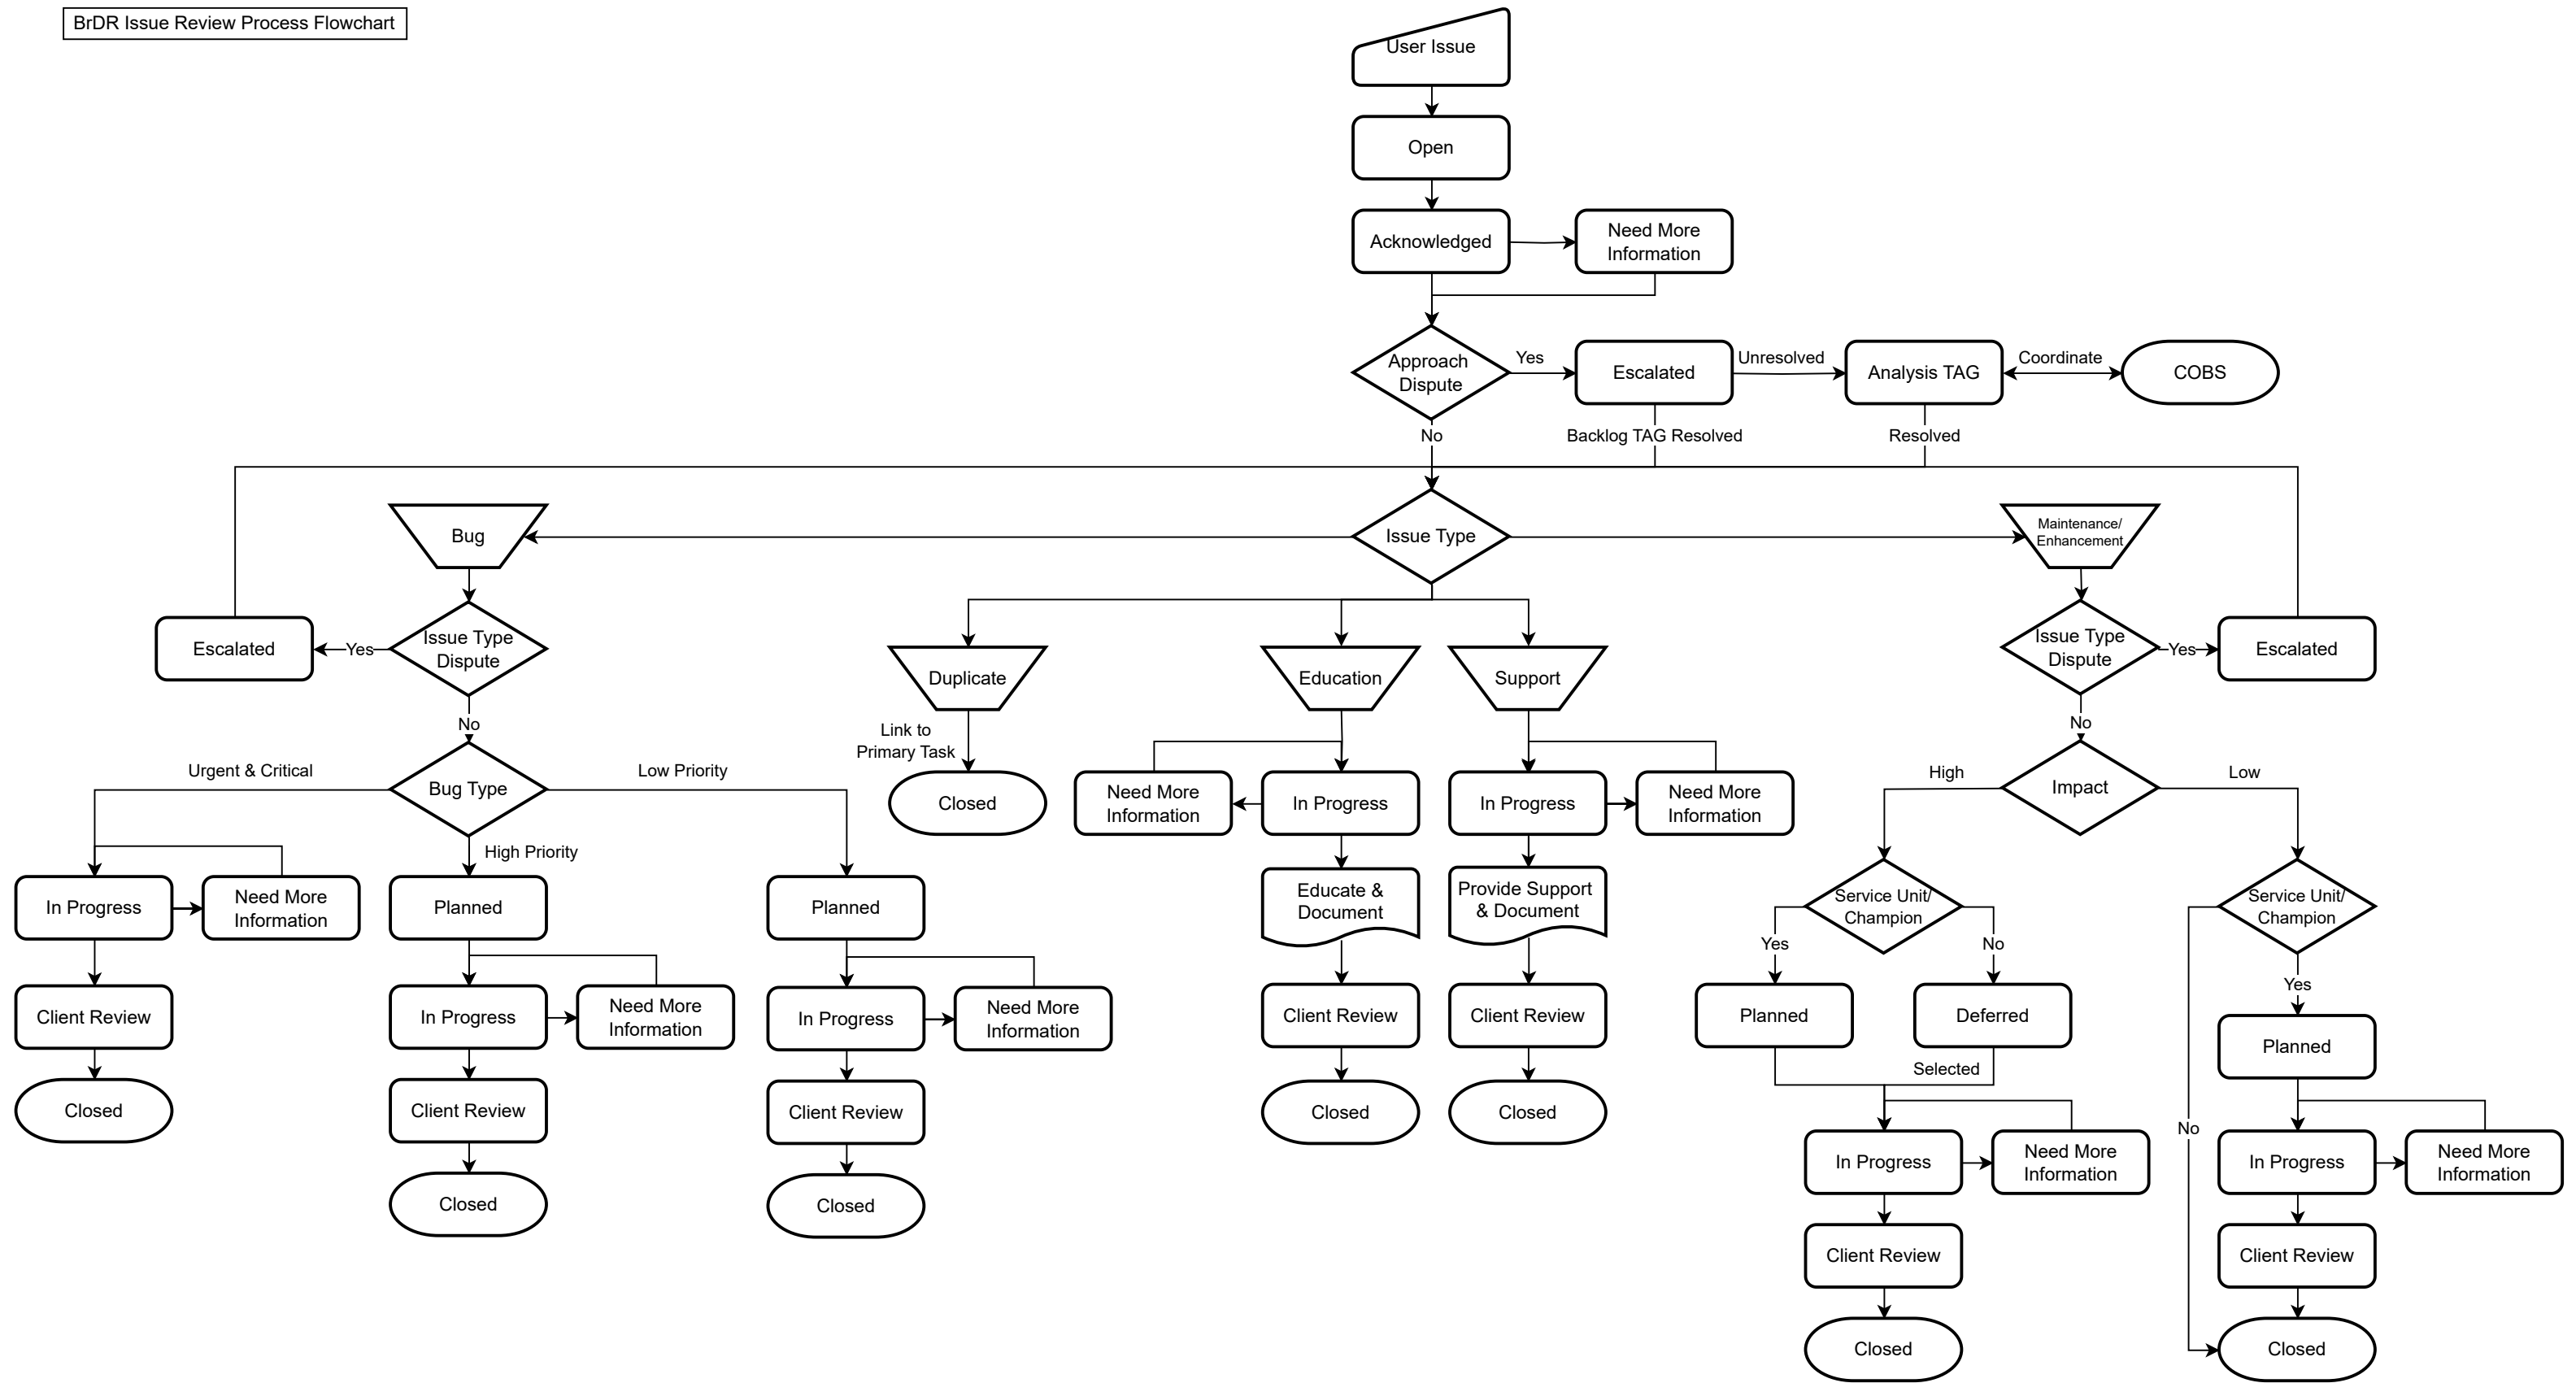 BrDR Issue Review Process Flowchart
User Issue
Open
Acknowledged
Need More
Information
Approach
Dispute
Yes
Escalated
Unresolved
Analysis TAG
Coordinate
COBS
No
Backlog TAG Resolved
Resolved
Bug
Issue Type
Maintenance/
Enhancement
Escalated
Yes
Issue Type
Dispute
Duplicate
Education
Support
Issue Type
Dispute
Yes
Escalated
No
Link to
Primary Task
No
Urgent & Critical
Bug Type
Low Priority
Closed
Need More
Information
In Progress
In Progress
Need More
Information
High
Impact
Low
High Priority
In Progress
Need More
Information
Planned
Planned
Educate &
Document
Provide Support
& Document
Service Unit/
Champion
Service Unit/
Champion
Yes
No
Yes
Client Review
In Progress
Need More
Information
In Progress
Need More
Information
Client Review
Client Review
Planned
Deferred
Planned
Selected
Closed
Client Review
Client Review
Closed
Closed
No
In Progress
Need More
Information
In Progress
Need More
Information
Closed
Closed
Client Review
Client Review
Closed
Closed